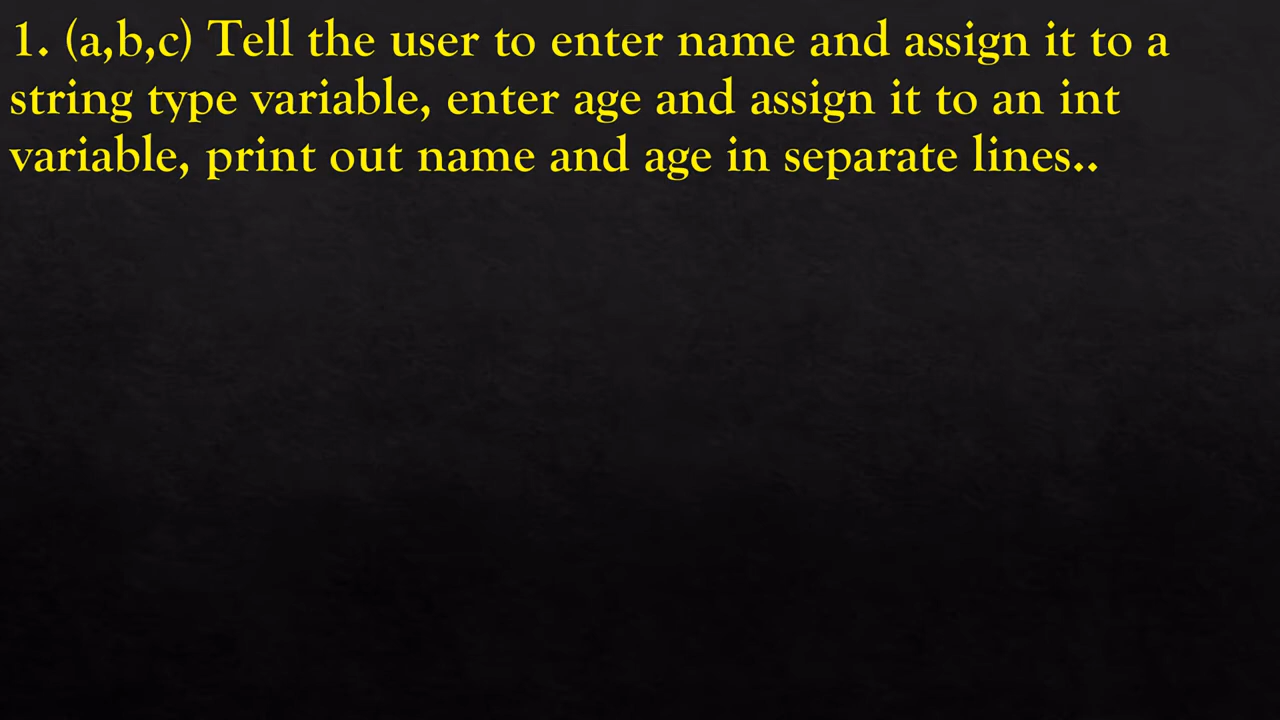 1. (a,b,c) Tell the user to enter name and assign it to a
string type variable, enter age and assign it to an int
variable, print out name and age in separate lines..